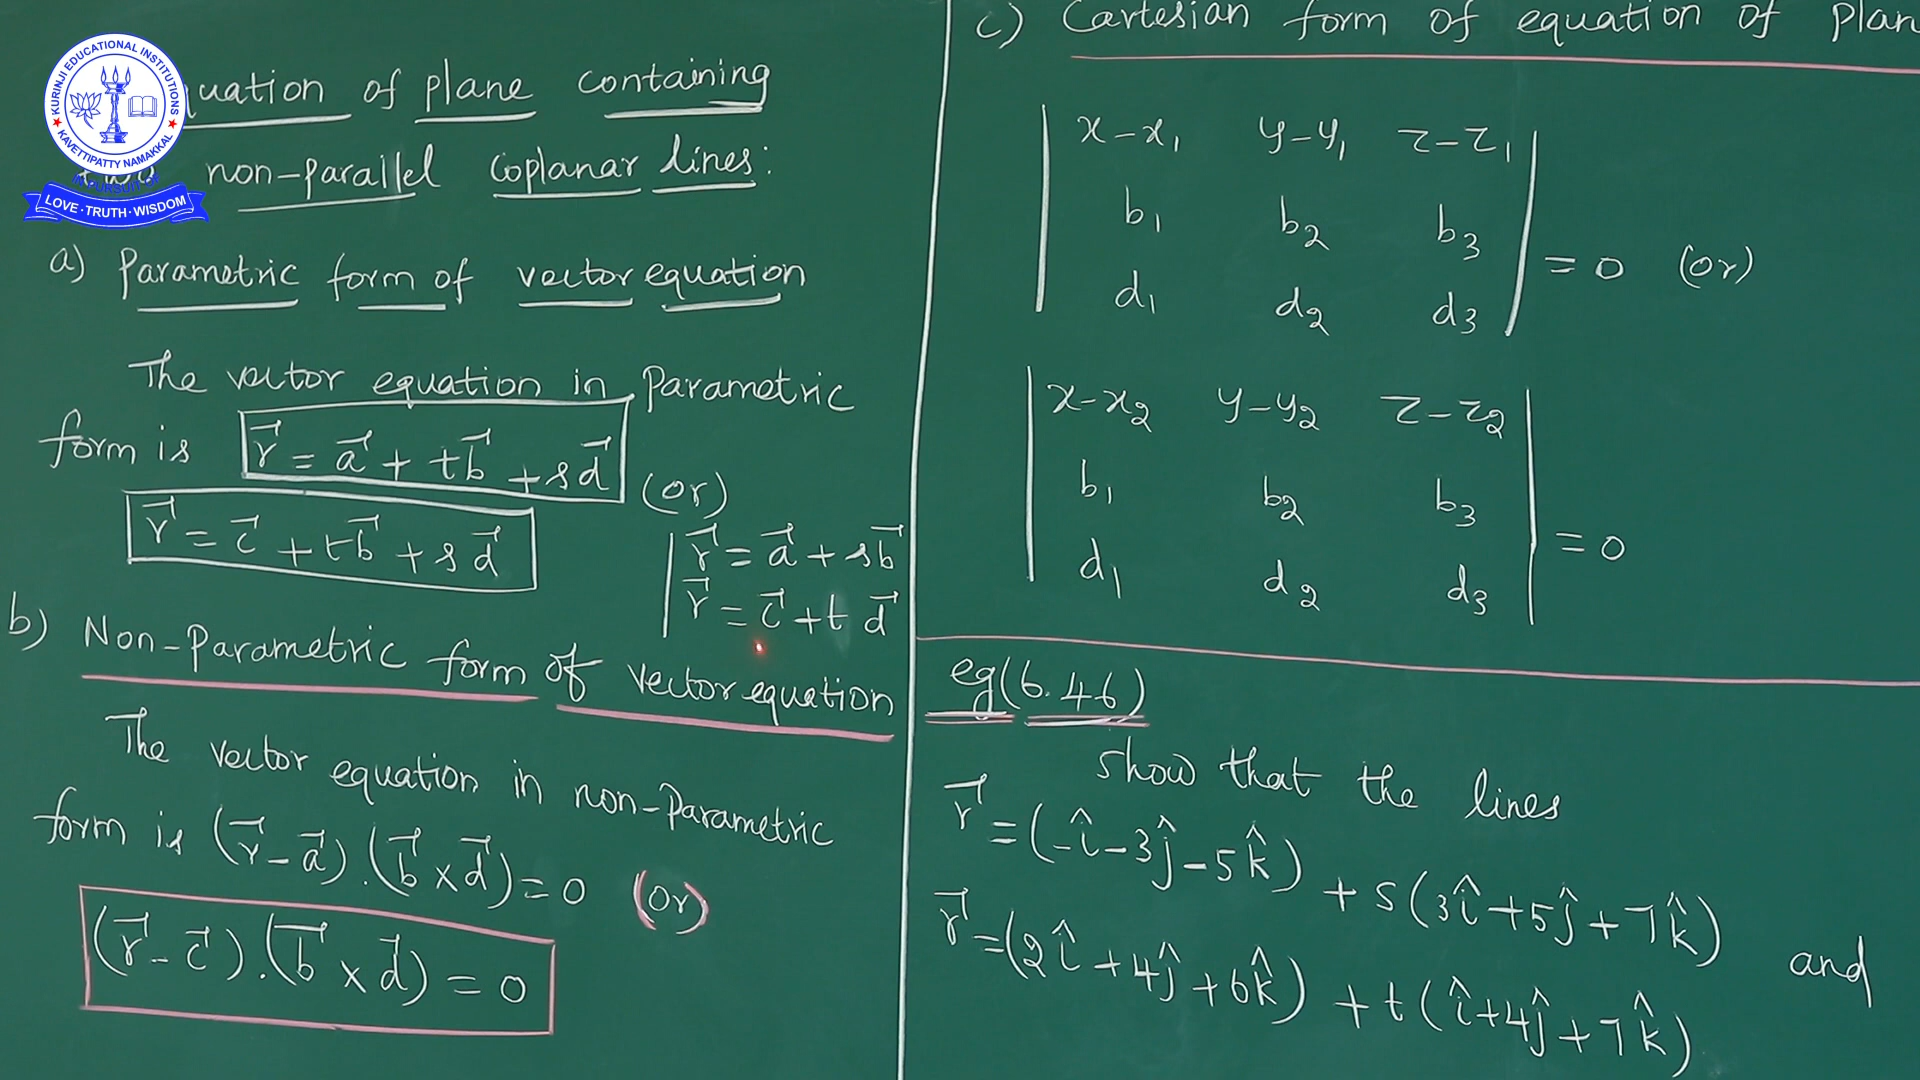 KURINJI EDUCATIONAL INSTITUTIONS
KAVETTIPATTY NAMAKKAL
IN PURSUIT OF
LOVE · TRUTH · WISDOM
quation of plane containing
non-parallel coplanar lines:
a) Parametric form of vector equation
The vector equation in parametric
form is r⃗ = a⃗ + tb⃗ + sd⃗ (or)
r⃗ = c⃗ + tb⃗ + sd⃗
r⃗ = a⃗ + sb⃗
r⃗ = c⃗ + t d⃗
b) Non-Parametric form of vector equation
The vector equation in non-Parametric
form is (r⃗ - a⃗).(b⃗ x d⃗) = 0 (or)
(r⃗ - c⃗).(b⃗ x d⃗) = 0
c) Cartesian form of equation of plan
x-x₁ y-y₁ z-z₁
b₁ b₂ b₃
d₁ d₂ d₃
= 0 (or)
x-x₂ y-y₂ z-z₂
b₁ b₂ b₃
d₁ d₂ d₃
= 0
eg(6.46)
show that the lines
r⃗ = (-î-3ĵ-5k̂) + s(3î+5ĵ+7k̂)
and
r⃗ = (2î+4ĵ+6k̂) + t(î+4ĵ+7k̂)